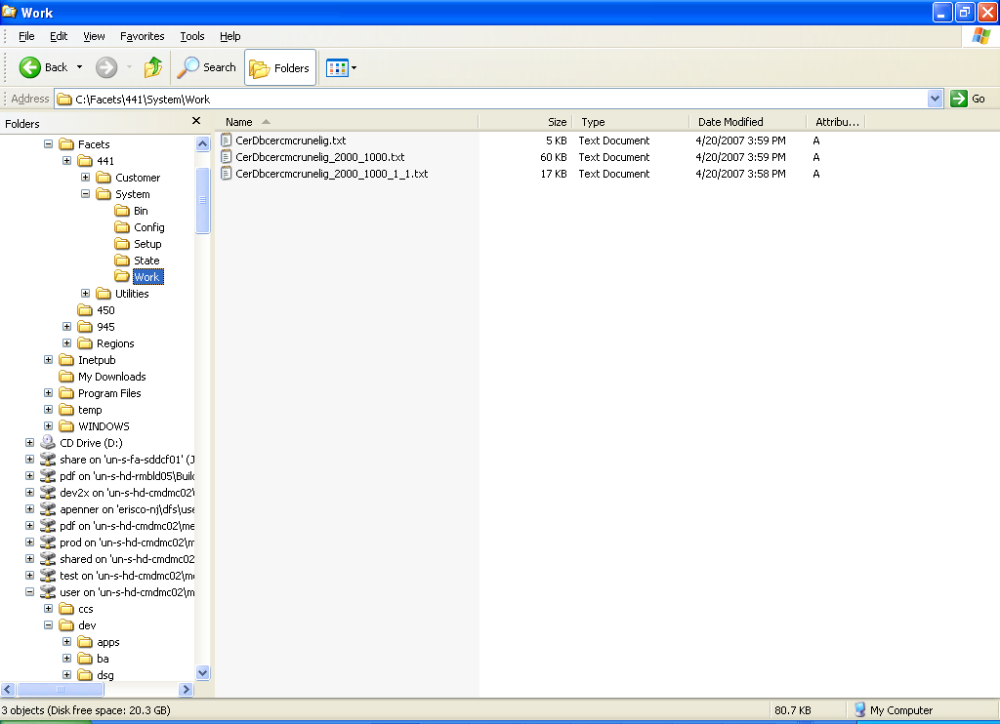 Work
File Edit View Favorites Tools Help
Back Search Folders
Address C:\Facets\441\System\Work Go
Folders
Name Size Type Date Modified Attribu...
CerDbcercmcrunelig.txt 5 KB Text Document 4/20/2007 3:59 PM A
CerDbcercmcrunelig_2000_1000.txt 60 KB Text Document 4/20/2007 3:59 PM A
CerDbcercmcrunelig_2000_1000_1_1.txt 17 KB Text Document 4/20/2007 3:58 PM A
Facets
441
Customer
System
Bin
Config
Setup
State
Work
Utilities
450
945
Regions
Inetpub
My Downloads
Program Files
temp
WINDOWS
CD Drive (D:)
share on 'un-s-fa-sddcf01' (J
pdf on 'un-s-hd-rmbld05\Buil
dev2x on 'un-s-hd-cmdmc02\
apenner on 'erisco-nj\dfs\use
pdf on 'un-s-hd-cmdmc02\me
prod on 'un-s-hd-cmdmc02\m
shared on 'un-s-hd-cmdmc02
test on 'un-s-hd-cmdmc02\me
user on 'un-s-hd-cmdmc02\m
ccs
dev
apps
ba
dsg
3 objects (Disk free space: 20.3 GB) 80.7 KB My Computer